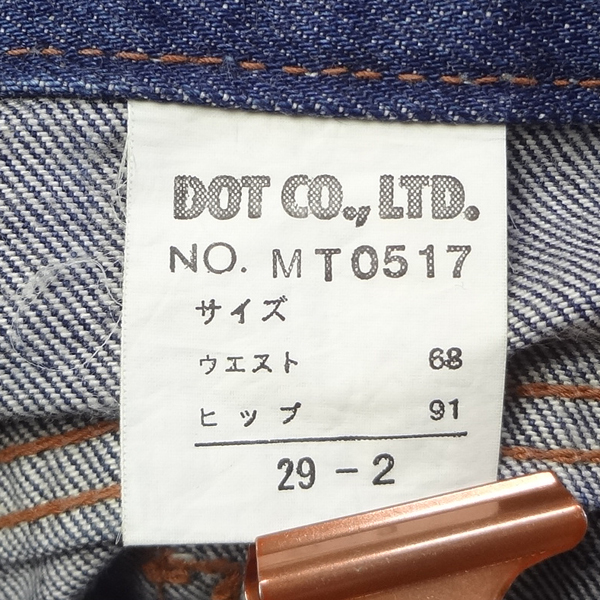 DOT CO., LTD.
NO. MT0517
サイズ
ウエスト 68
ヒップ 91
29-2